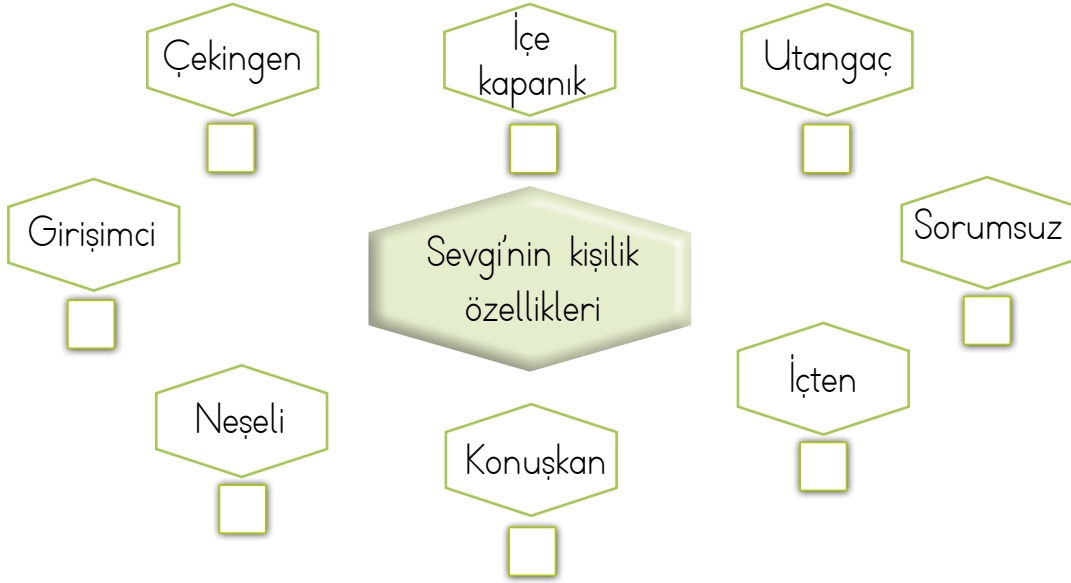 Çekingen
İçe
kapanık
Utangaç
Girişimci
Sevgi'nin kişilik
özellikleri
Sorumsuz
Neşeli
Konuşkan
İçten